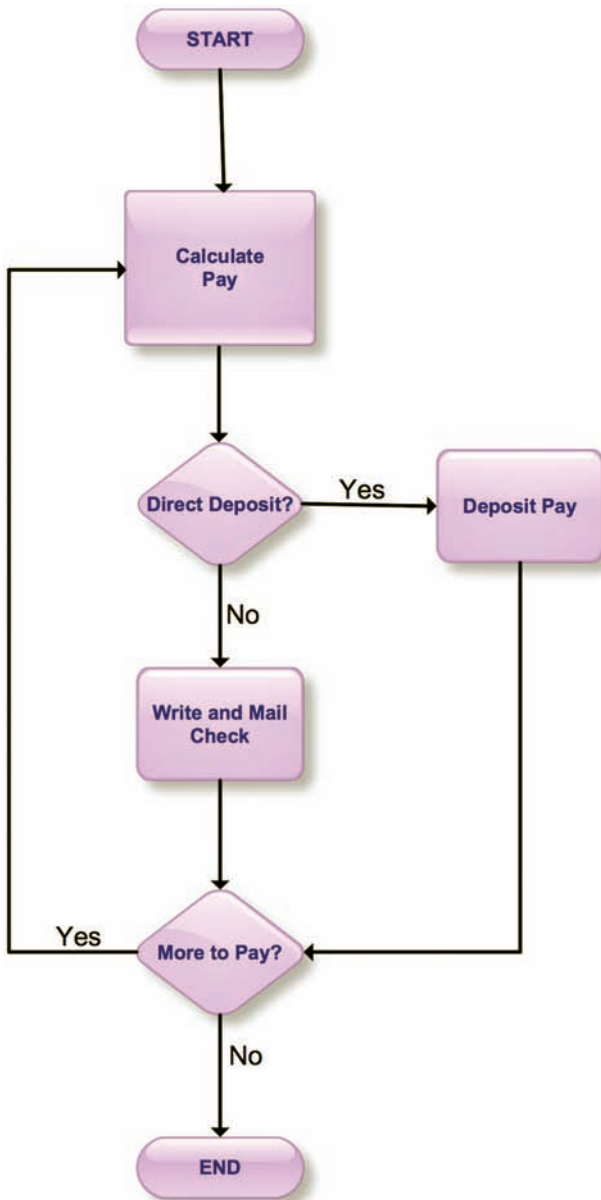 START
Calculate
Pay
Direct Deposit?
Yes
Deposit Pay
No
Write and Mail
Check
Yes
More to Pay?
No
END